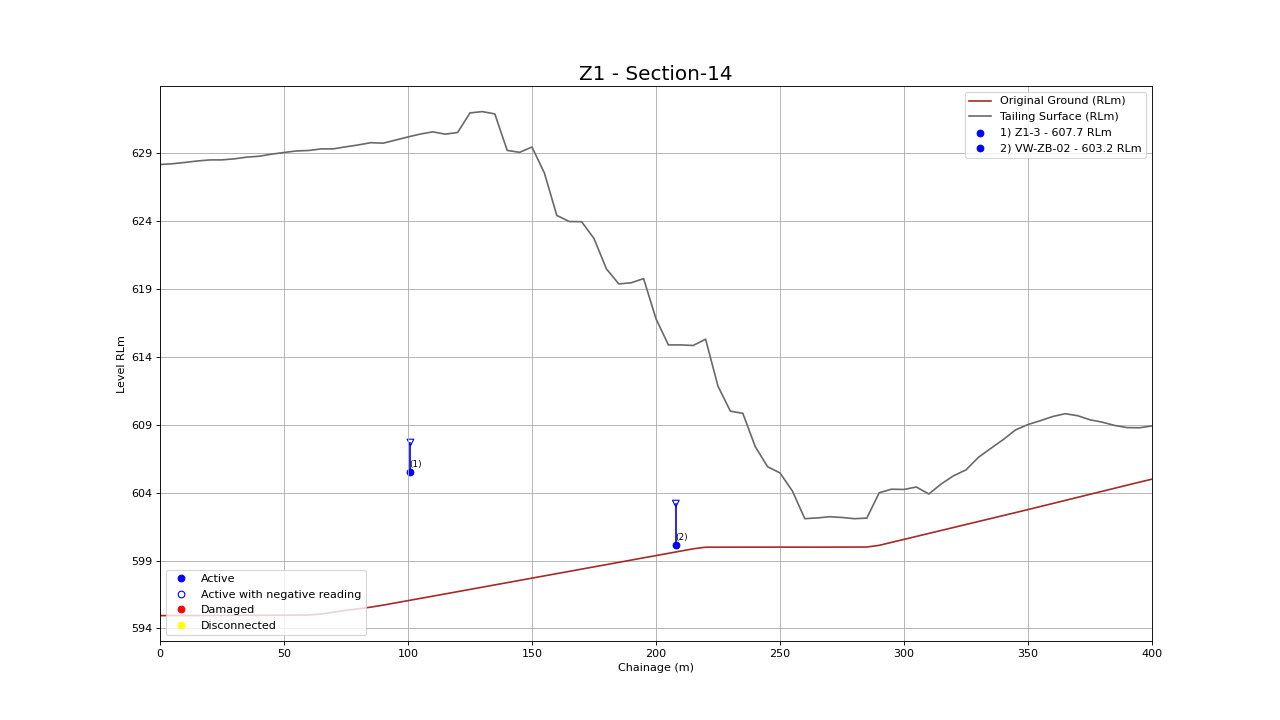 Z1 - Section-14
Original Ground (RLm)
Tailing Surface (RLm)
1) Z1-3 - 607.7 RLm
2) VW-ZB-02 - 603.2 RLm
629
624
619
614
609
604
599
594
Level RLm
(1)
(2)
Active
Active with negative reading
Damaged
Disconnected
0 50 100 150 200 250 300 350 400
Chainage (m)